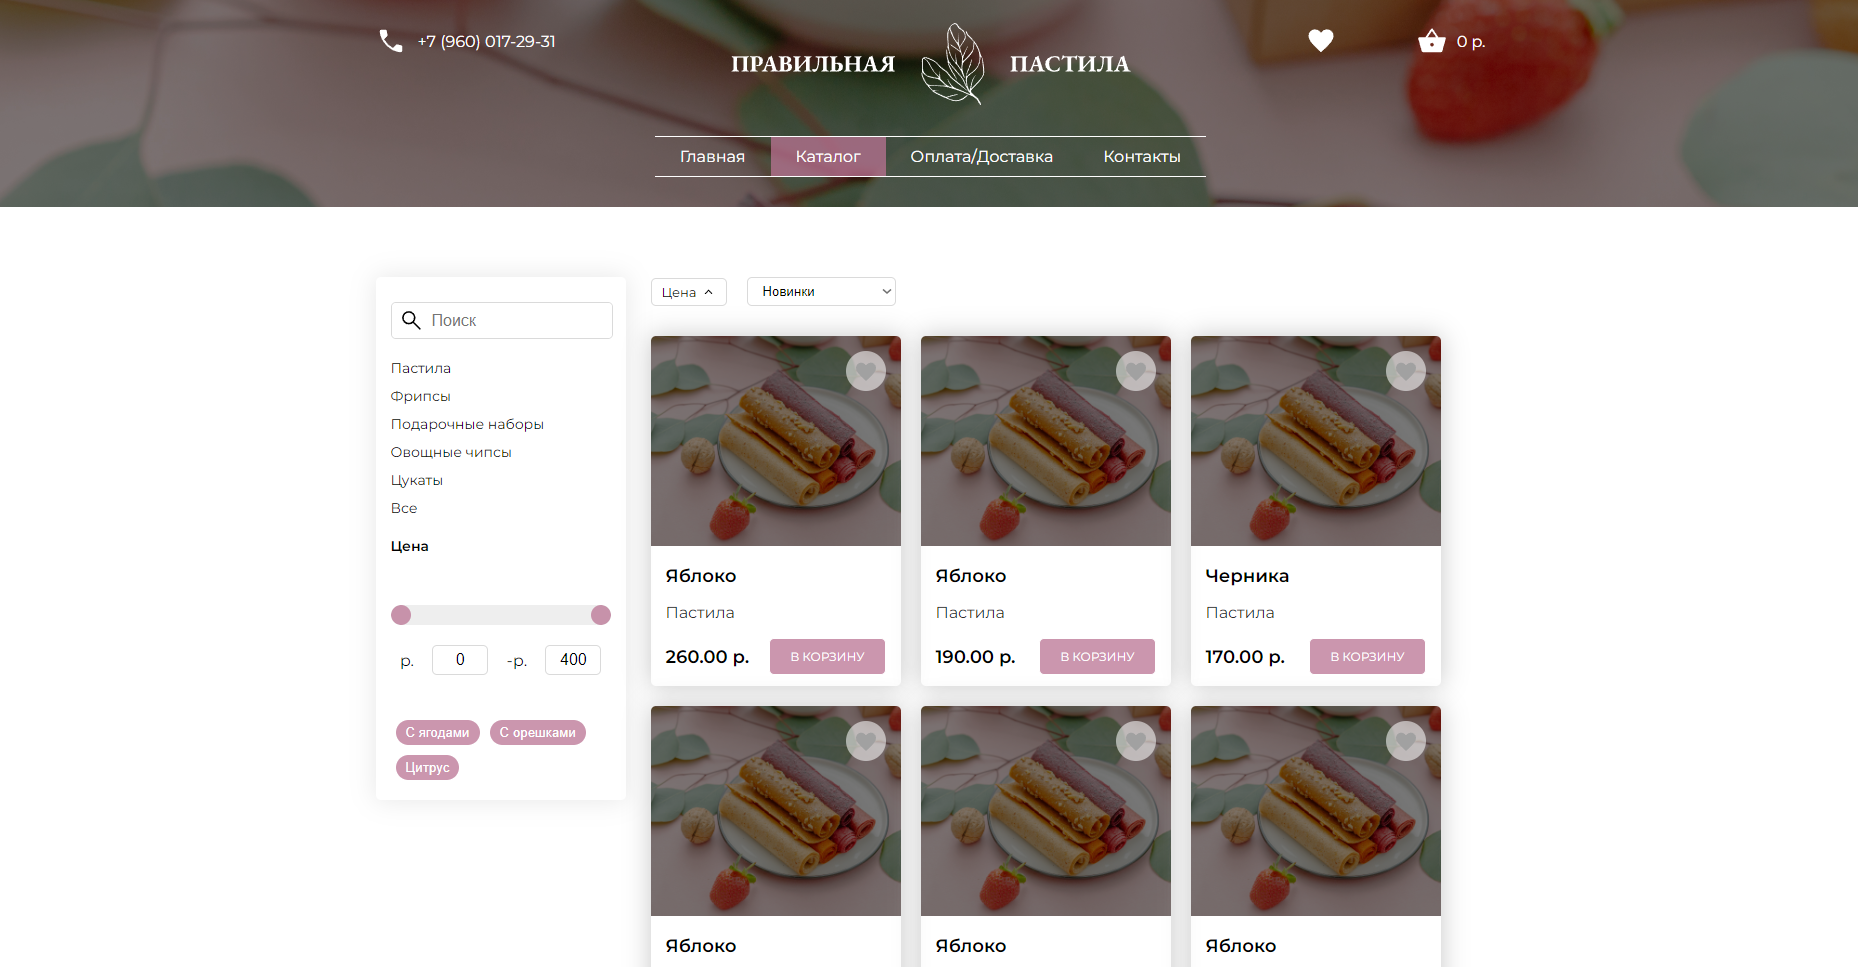 +7 (960) 017-29-31
ПРАВИЛЬНАЯ ПАСТИЛА
0 р.
Главная Каталог Оплата/Доставка Контакты
Поиск
Пастила
Фрипсы
Подарочные наборы
Овощные чипсы
Цукаты
Все
Цена
р. 0 -р. 400
С ягодами С орешками
Цитрус
Цена Новинки
Яблоко Яблоко Черника
Пастила Пастила Пастила
260.00 р. В КОРЗИНУ 190.00 р. В КОРЗИНУ 170.00 р. В КОРЗИНУ
Яблоко Яблоко Яблоко